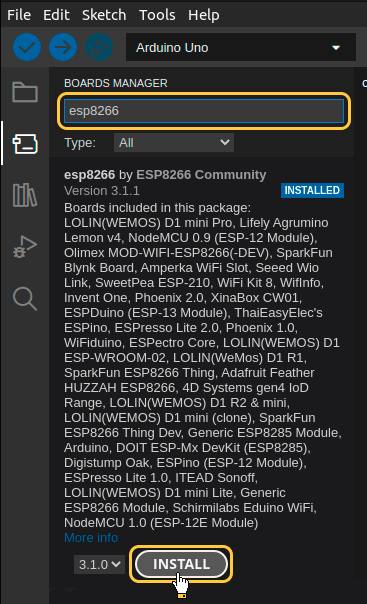 File Edit Sketch Tools Help
Arduino Uno
BOARDS MANAGER
esp8266
Type: All
esp8266 by ESP8266 Community
Version 3.1.1 INSTALLED
Boards included in this package:
LOLIN(WEMOS) D1 mini Pro, Lifely Agrumino
Lemon v4, NodeMCU 0.9 (ESP-12 Module),
Olimex MOD-WIFI-ESP8266(-DEV), SparkFun
Blynk Board, Amperka WiFi Slot, Seeed Wio
Link, SweetPea ESP-210, WiFi Kit 8, WifInfo,
Invent One, Phoenix 2.0, XinaBox CW01,
ESPDuino (ESP-13 Module), ThaiEasyElec's
ESPino, ESPresso Lite 2.0, Phoenix 1.0,
WiFiduino, ESPectro Core, LOLIN(WEMOS) D1
ESP-WROOM-02, LOLIN(WeMos) D1 R1,
SparkFun ESP8266 Thing, Adafruit Feather
HUZZAH ESP8266, 4D Systems gen4 IoD
Range, LOLIN(WEMOS) D1 R2 & mini,
LOLIN(WEMOS) D1 mini (clone), SparkFun
ESP8266 Thing Dev, Generic ESP8285 Module,
Arduino, DOIT ESP-Mx DevKit (ESP8285),
Digistump Oak, ESPino (ESP-12 Module),
ESPresso Lite 1.0, ITEAD Sonoff,
LOLIN(WEMOS) D1 mini Lite, Generic
ESP8266 Module, Schirmilabs Eduino WiFi,
NodeMCU 1.0 (ESP-12E Module)
More info
3.1.0 INSTALL